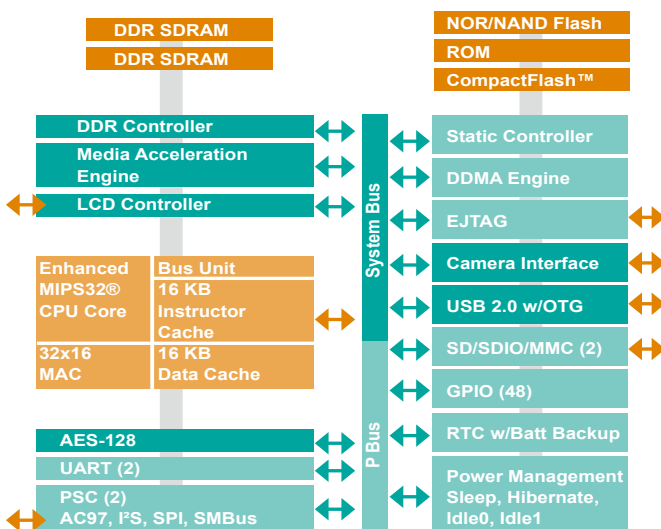 DDR SDRAM
DDR SDRAM
DDR Controller
Media Acceleration
Engine
LCD Controller
Enhanced
MIPS32®
CPU Core
Bus Unit
16 KB
Instructor
Cache
32x16
MAC
16 KB
Data Cache
AES-128
UART (2)
PSC (2)
AC97, I²S, SPI, SMBus
System Bus
P Bus
NOR/NAND Flash
ROM
CompactFlash™
Static Controller
DDMA Engine
EJTAG
Camera Interface
USB 2.0 w/OTG
SD/SDIO/MMC (2)
GPIO (48)
RTC w/Batt Backup
Power Management
Sleep, Hibernate,
Idle0, Idle1